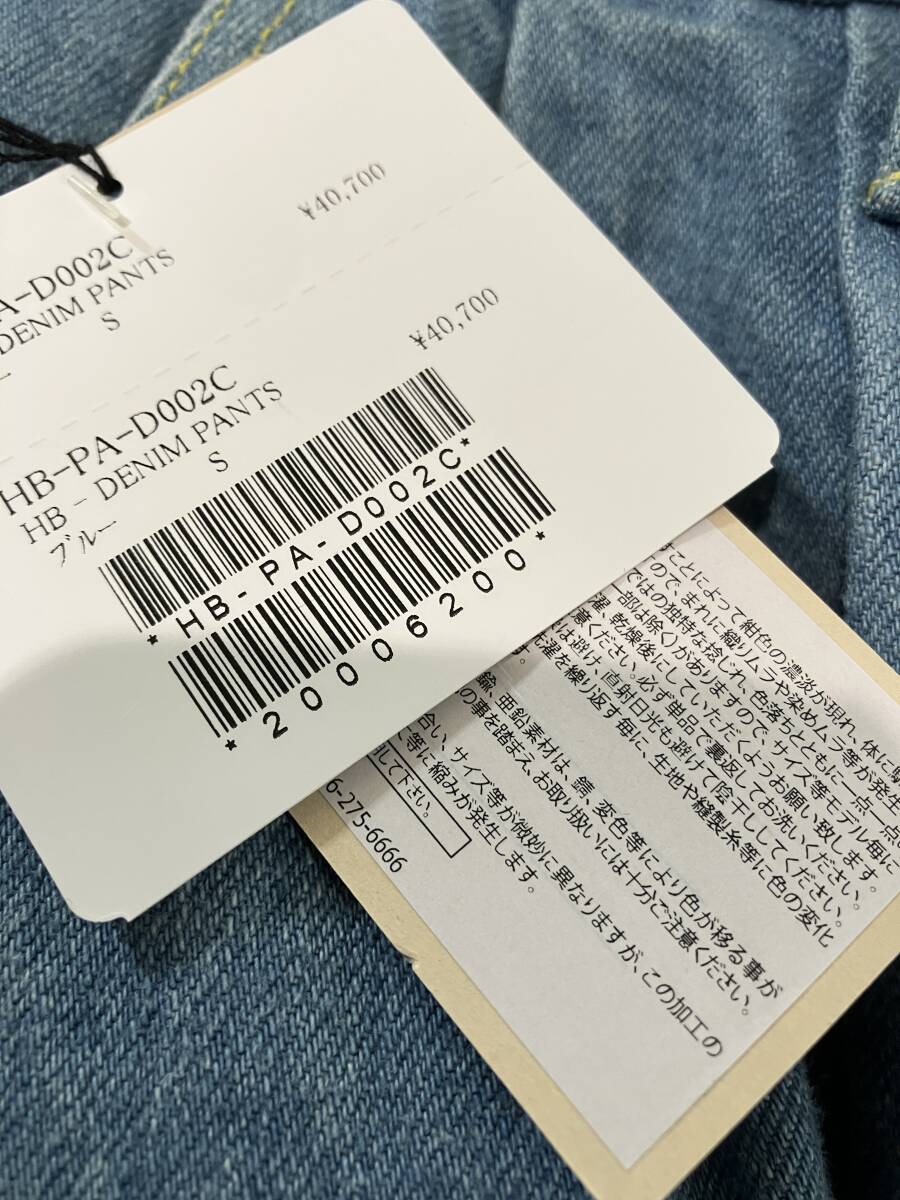 ¥40,700
A-D002C
DENIM PANTS
S
¥40,700
HB-PA-D002C
HB - DENIM PANTS
S
ブルー
*HB-PA-D002C*
*20006200*
すことによって紺色の濃淡が現れ、体に
ので、まれに織りムラや染めムラ等が発生
ではの独特な捻じれ、色落ちとともに一点一点
部は除く)がありますので、サイズ等モデル毎に
乾燥後にしていただくようお願い致します。
意ください。必ず単品で裏返してお洗いください。
は避け、直射日光も避けて陰干ししてください。
濯を繰り返す毎に、生地や縫製糸等に色の変化
す。
鍮、亜鉛素材は、錆、変色等により色が移る事が
の事を踏まえ、お取り扱いには十分ご注意ください。
合い、サイズ等が微妙に異なりますが、この加工の
等に縮みが発生します。
して下さい。
6-275-6666